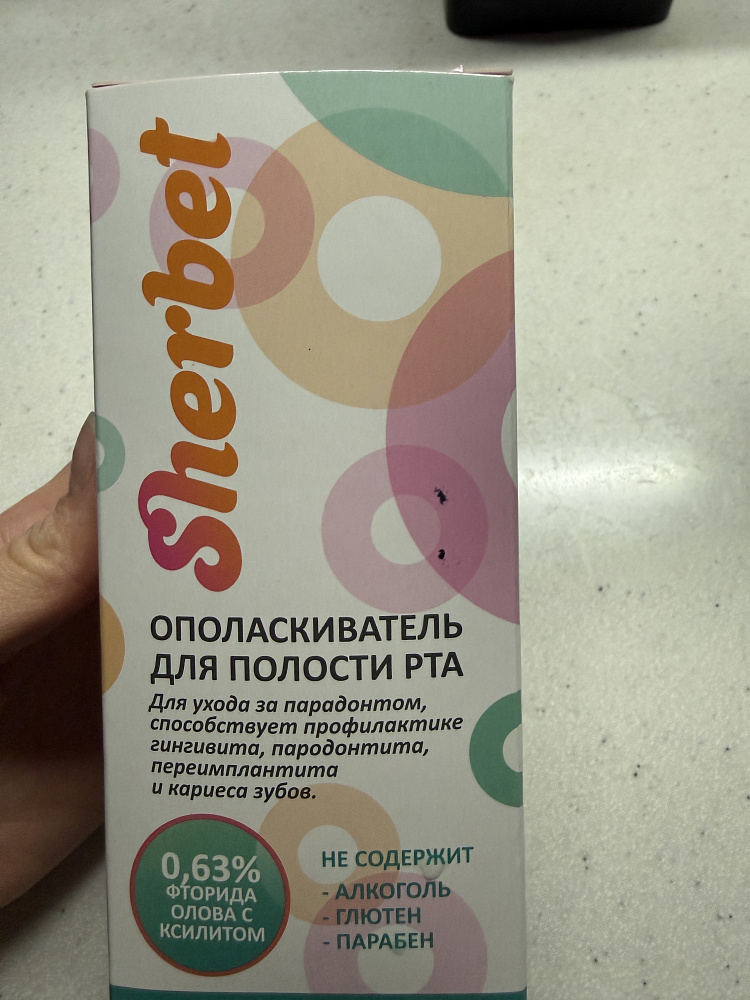 Sherbet
ОПОЛАСКИВАТЕЛЬ
ДЛЯ ПОЛОСТИ РТА
Для ухода за парадонтом,
способствует профилактике
гингивита, пародонтита,
переимплантита
и кариеса зубов.
0,63%
ФТОРИДА
ОЛОВА С
КСИЛИТОМ
НЕ СОДЕРЖИТ
- АЛКОГОЛЬ
- ГЛЮТЕН
- ПАРАБЕН